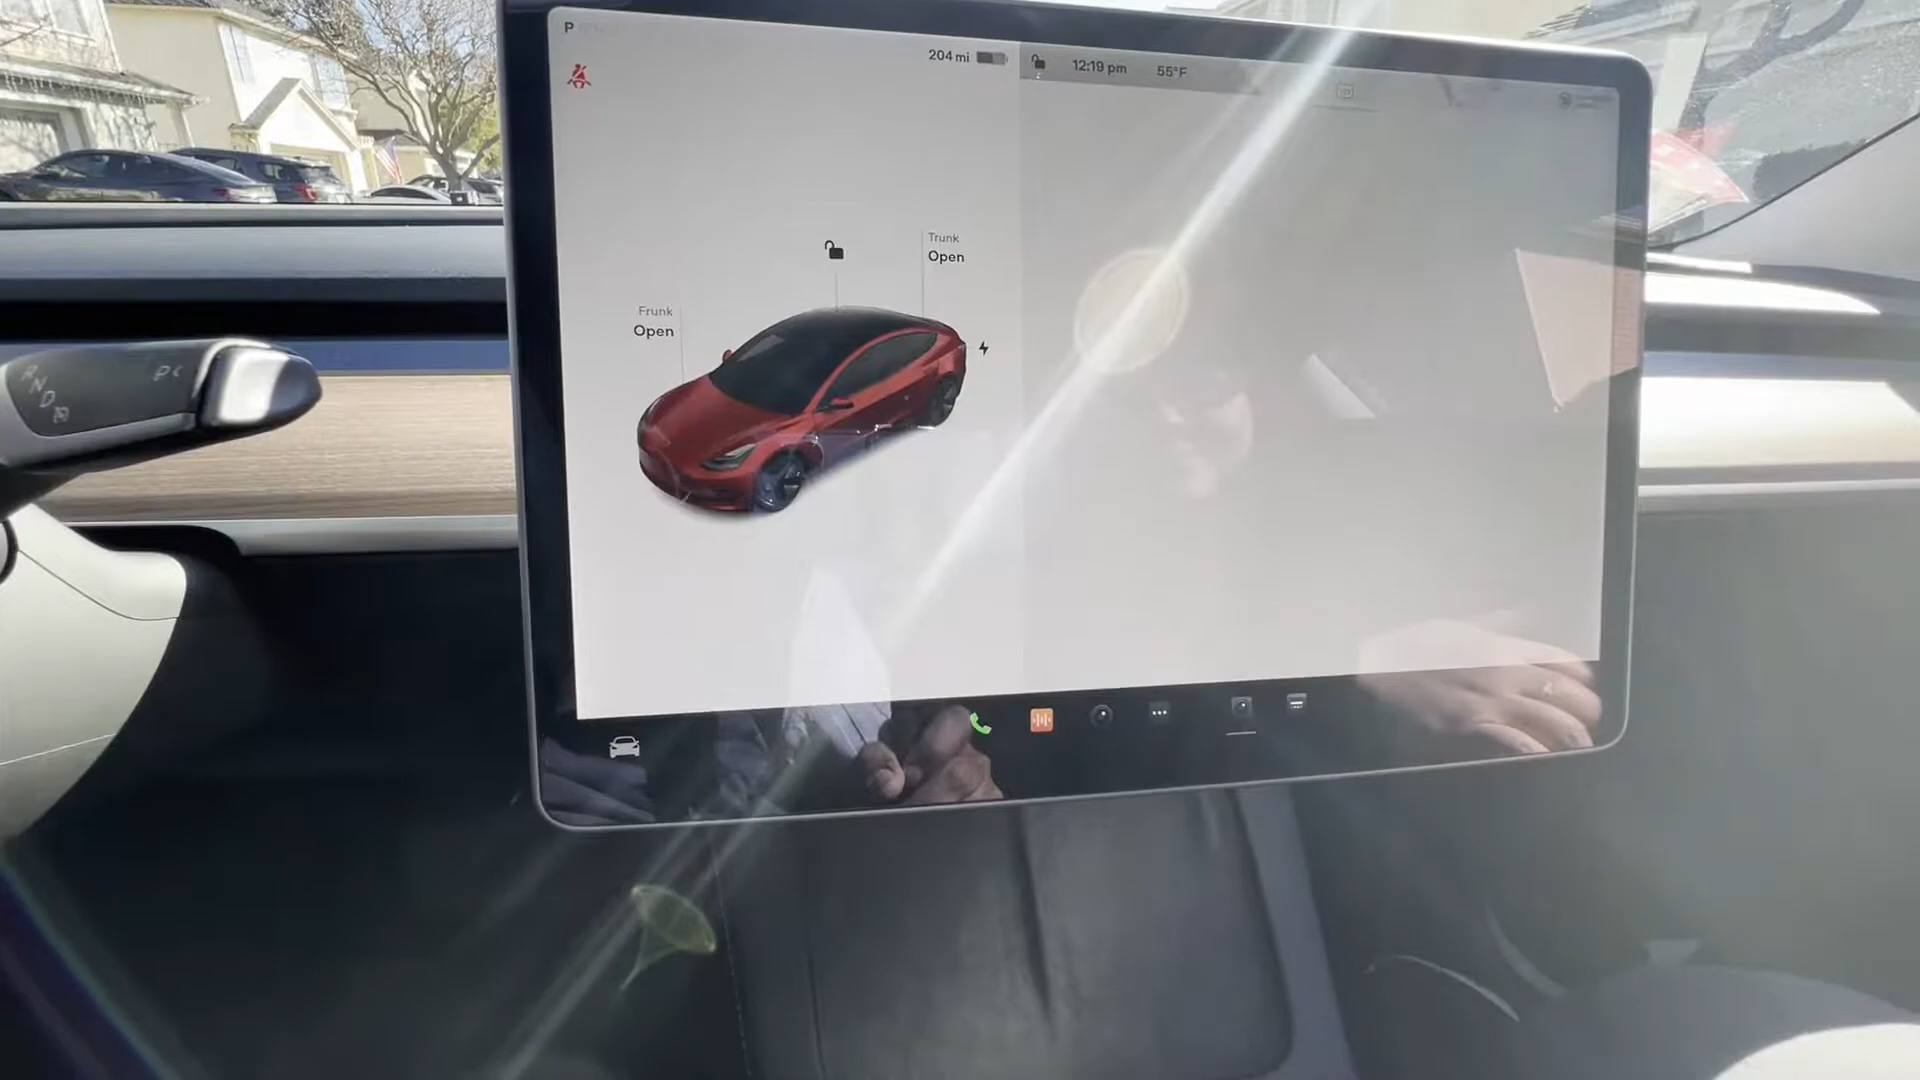 P
204 mi
12:19 pm
55°F
Trunk
Open
Frunk
Open
R
N
D
P